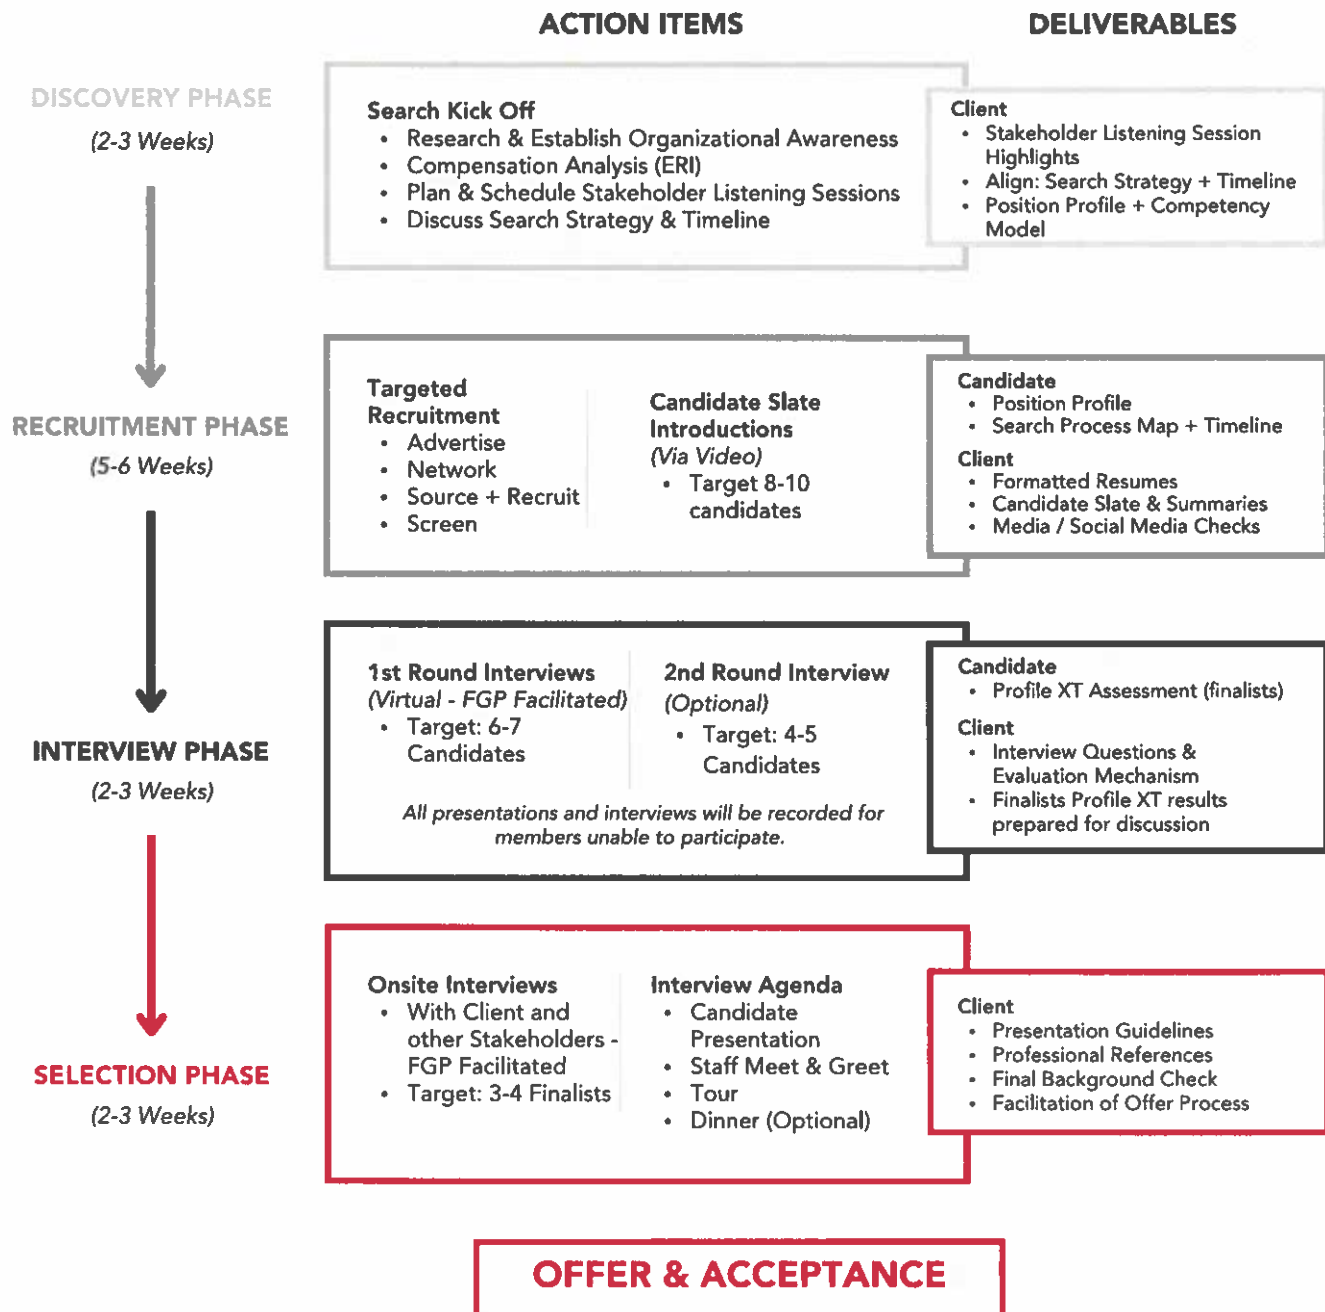 ACTION ITEMS
DELIVERABLES
DISCOVERY PHASE
(2-3 Weeks)
Search Kick Off
• Research & Establish Organizational Awareness
• Compensation Analysis (ERI)
• Plan & Schedule Stakeholder Listening Sessions
• Discuss Search Strategy & Timeline
Client
• Stakeholder Listening Session
Highlights
• Align: Search Strategy + Timeline
• Position Profile + Competency
Model
RECRUITMENT PHASE
(5-6 Weeks)
Targeted
Recruitment
• Advertise
• Network
• Source + Recruit
• Screen
Candidate Slate
Introductions
(Via Video)
• Target 8-10
candidates
Candidate
• Position Profile
• Search Process Map + Timeline
Client
• Formatted Resumes
• Candidate Slate & Summaries
• Media / Social Media Checks
INTERVIEW PHASE
(2-3 Weeks)
1st Round Interviews
(Virtual - FGP Facilitated)
• Target: 6-7
Candidates
2nd Round Interview
(Optional)
• Target: 4-5
Candidates
All presentations and interviews will be recorded for
members unable to participate.
Candidate
• Profile XT Assessment (finalists)
Client
• Interview Questions &
Evaluation Mechanism
• Finalists Profile XT results
prepared for discussion
SELECTION PHASE
(2-3 Weeks)
Onsite Interviews
• With Client and
other Stakeholders -
FGP Facilitated
• Target: 3-4 Finalists
Interview Agenda
• Candidate
Presentation
• Staff Meet & Greet
• Tour
• Dinner (Optional)
Client
• Presentation Guidelines
• Professional References
• Final Background Check
• Facilitation of Offer Process
OFFER & ACCEPTANCE